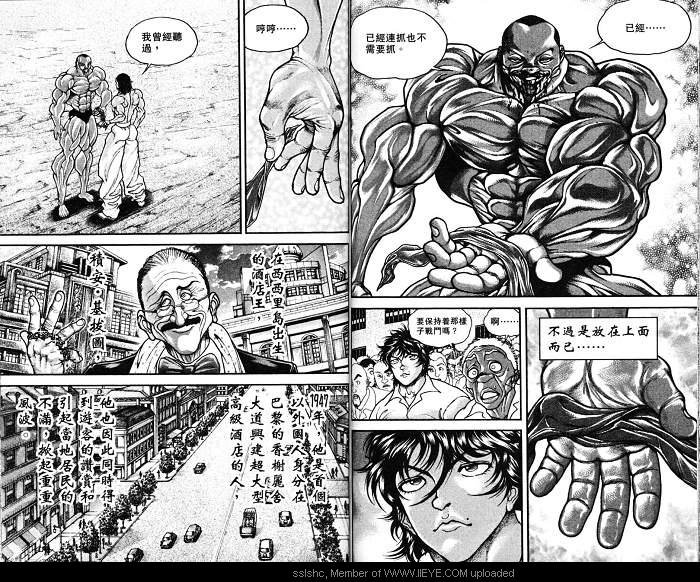 已經……
已經連抓也不
需要抓。
不過是放在上面
而已……
啊……
要保持着那樣
子戰鬥嗎？
哼哼……
我曾經聽
過，
在西西里島出生
的酒店王，
積安·基拔圖，
1947年，他是首個
以外國人身分在
巴黎的香榭麗舍
大道興建超大型
高級酒店的人，
他也因此同時得
到遊客的讚賞和
引起當地居民的
不滿，掀起重重
風波。
sslshc, Member of WWW.IIEYE.COM uploaded